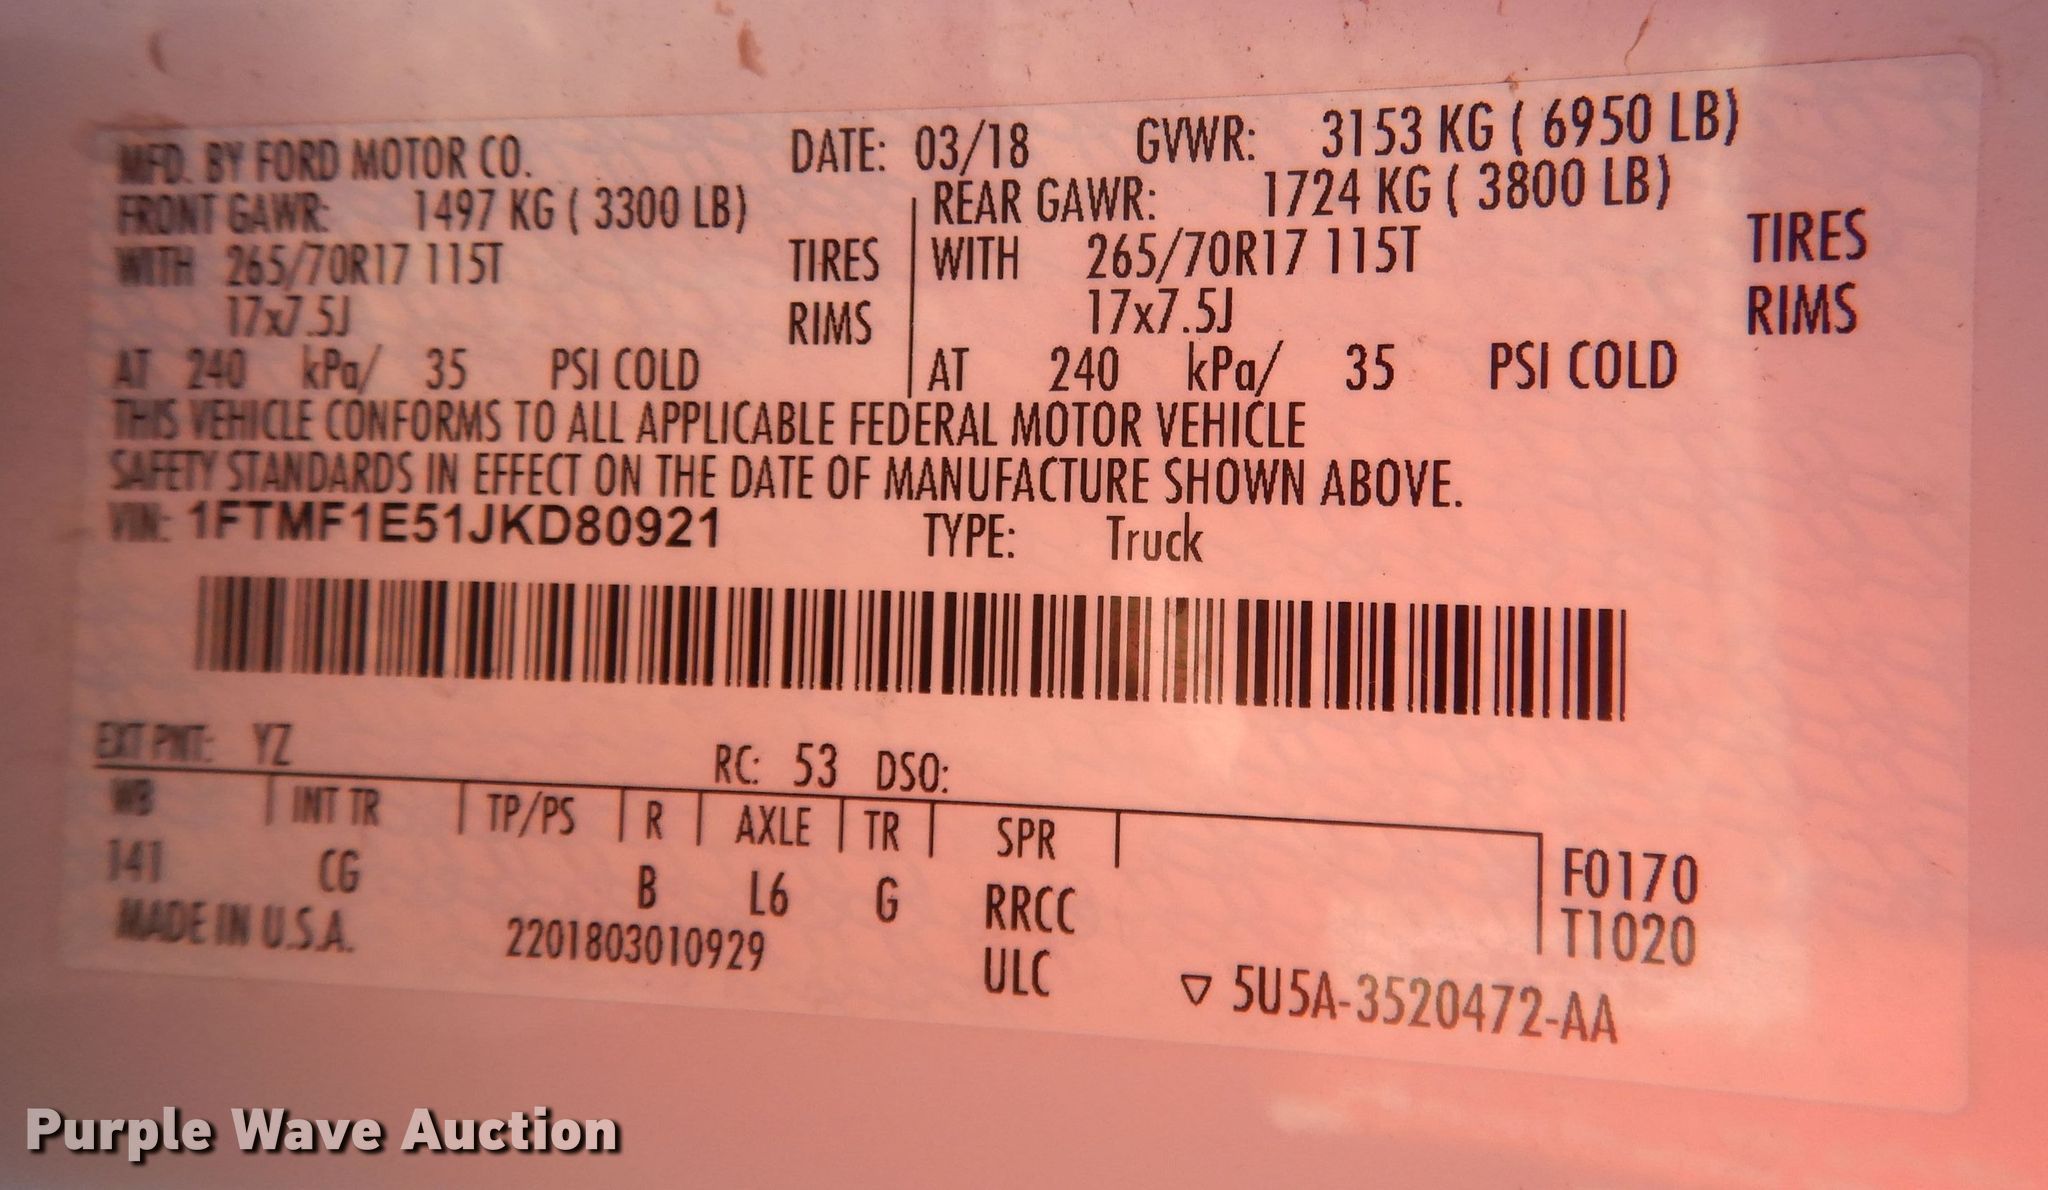 MFD. BY FORD MOTOR CO. DATE: 03/18 GVWR: 3153 KG ( 6950 LB)
FRONT GAWR: 1497 KG ( 3300 LB) REAR GAWR: 1724 KG ( 3800 LB)
WITH 265/70R17 115T TIRES WITH 265/70R17 115T TIRES
17x7.5J RIMS 17x7.5J RIMS
AT 240 kPa/ 35 PSI COLD AT 240 kPa/ 35 PSI COLD
THIS VEHICLE CONFORMS TO ALL APPLICABLE FEDERAL MOTOR VEHICLE
SAFETY STANDARDS IN EFFECT ON THE DATE OF MANUFACTURE SHOWN ABOVE.
VIN: 1FTMF1E51JKD80921 TYPE: Truck
EXT PNT: YZ RC: 53 DSO:
WB INT TR TP/PS R AXLE TR SPR
141 CG B L6 G RRCC F0170
MADE IN U.S.A. 2201803010929 ULC T1020
▽ 5U5A-3520472-AA
Purple Wave Auction